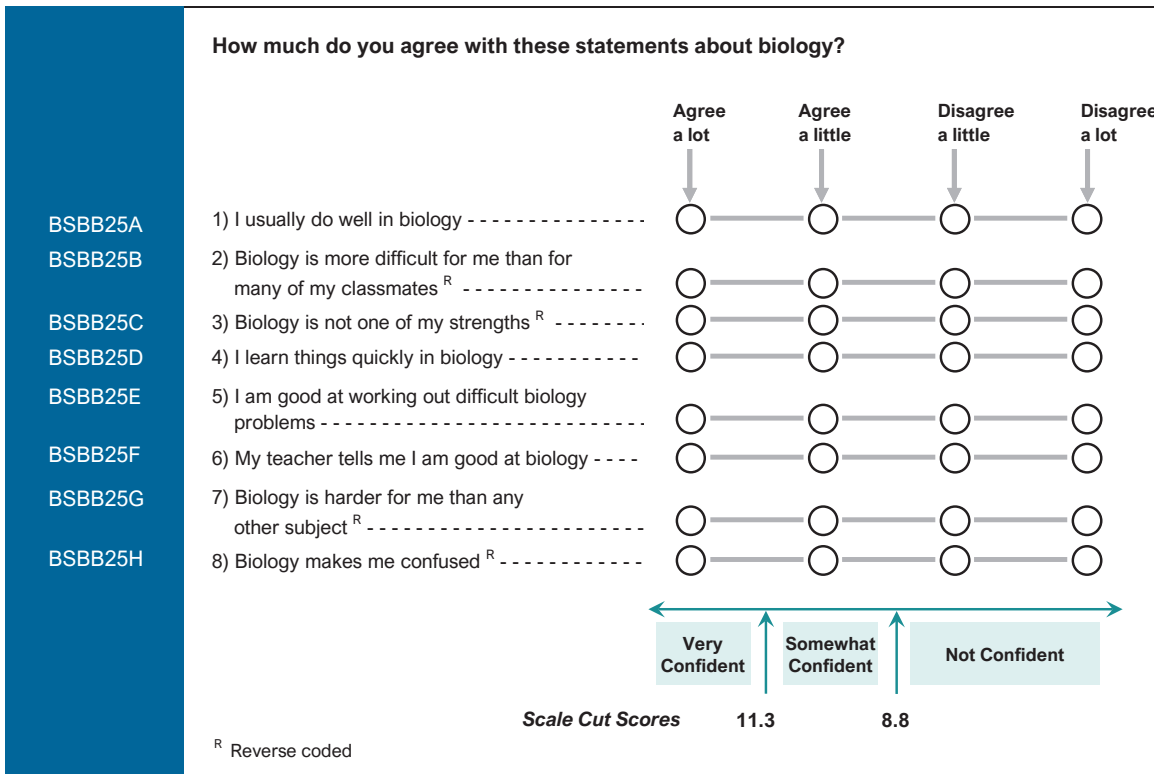 How much do you agree with these statements about biology?
Agree Agree Disagree Disagree
a lot a little a little a lot
BSBB25A 1) I usually do well in biology - - - - - - - - - - - - - - -
BSBB25B 2) Biology is more difficult for me than for
many of my classmates R - - - - - - - - - - - - - - -
BSBB25C 3) Biology is not one of my strengths R - - - - - - -
BSBB25D 4) I learn things quickly in biology - - - - - - - - - - -
BSBB25E 5) I am good at working out difficult biology
problems - - - - - - - - - - - - - - - - - - - - - - - - - - -
BSBB25F 6) My teacher tells me I am good at biology - - - -
BSBB25G 7) Biology is harder for me than any
other subject R - - - - - - - - - - - - - - - - - - - - - - -
BSBB25H 8) Biology makes me confused R - - - - - - - - - - - -
Very Somewhat Not Confident
Confident Confident
Scale Cut Scores 11.3 8.8
R Reverse coded